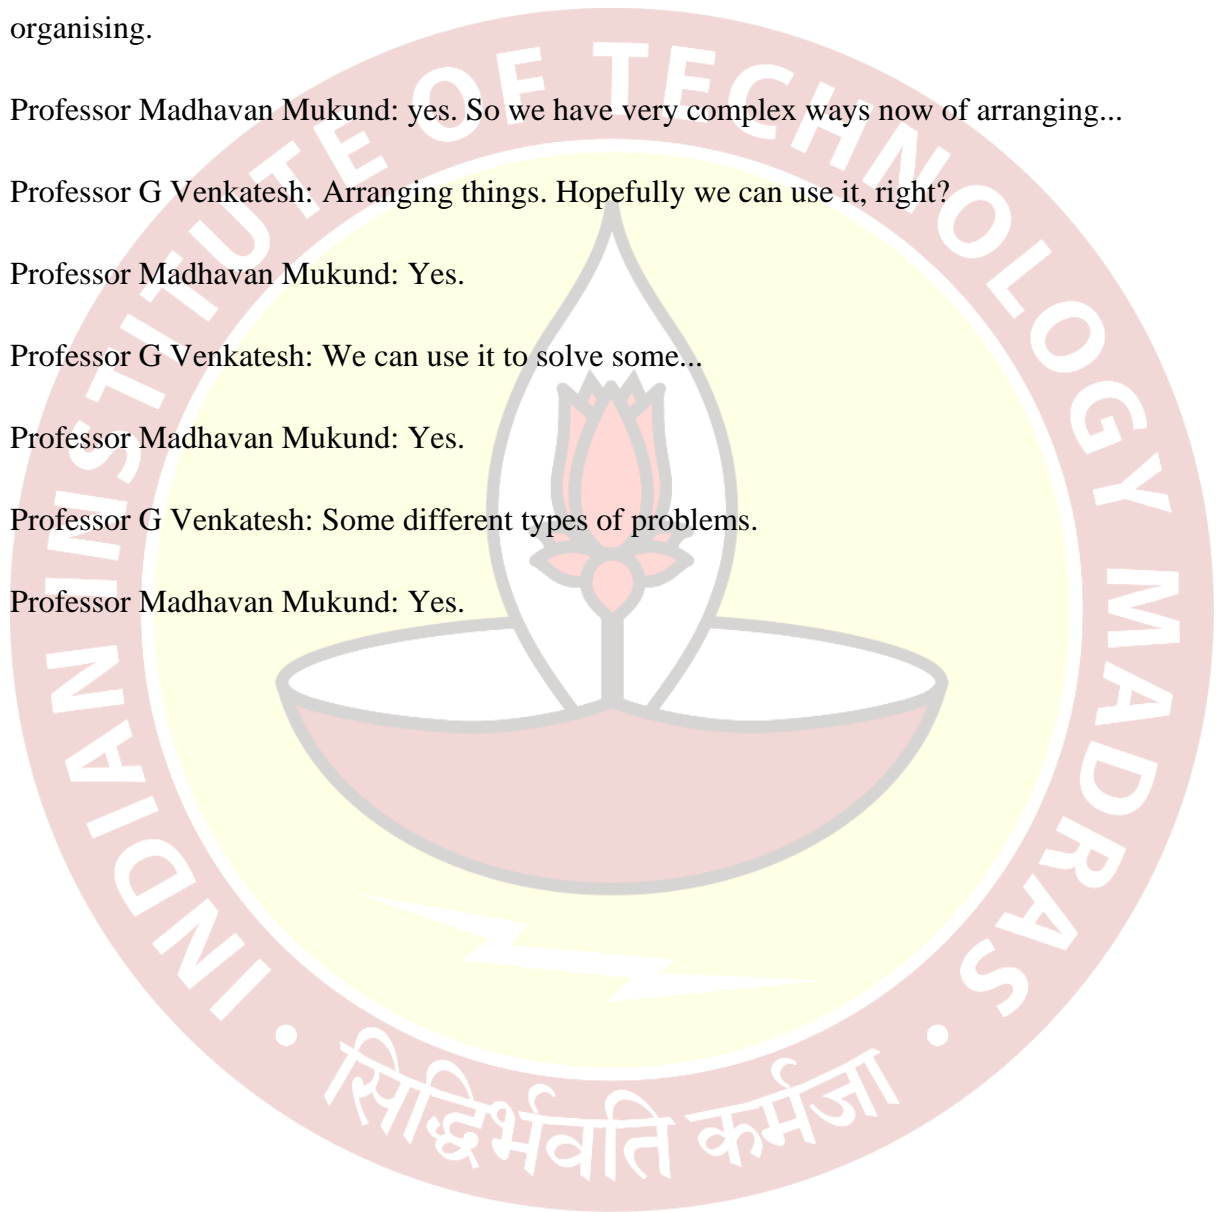 organising.
Professor Madhavan Mukund: yes. So we have very complex ways now of arranging...
Professor G Venkatesh: Arranging things. Hopefully we can use it, right?
Professor Madhavan Mukund: Yes.
Professor G Venkatesh: We can use it to solve some...
Professor Madhavan Mukund: Yes.
Professor G Venkatesh: Some different types of problems.
Professor Madhavan Mukund: Yes.
INDIAN INSTITUTE OF TECHNOLOGY MADRAS
सिद्धिर्भवति कर्मजा